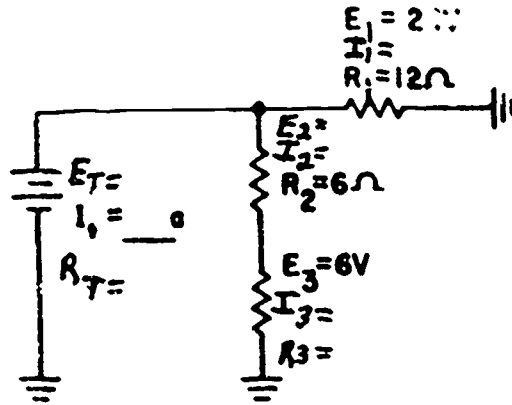 E1 = 2
I1 =
R1 = 12Ω
E2=
I2=
R2=6Ω
ET=
It = ___ a
RT=
E3=6V
I3=
R3=